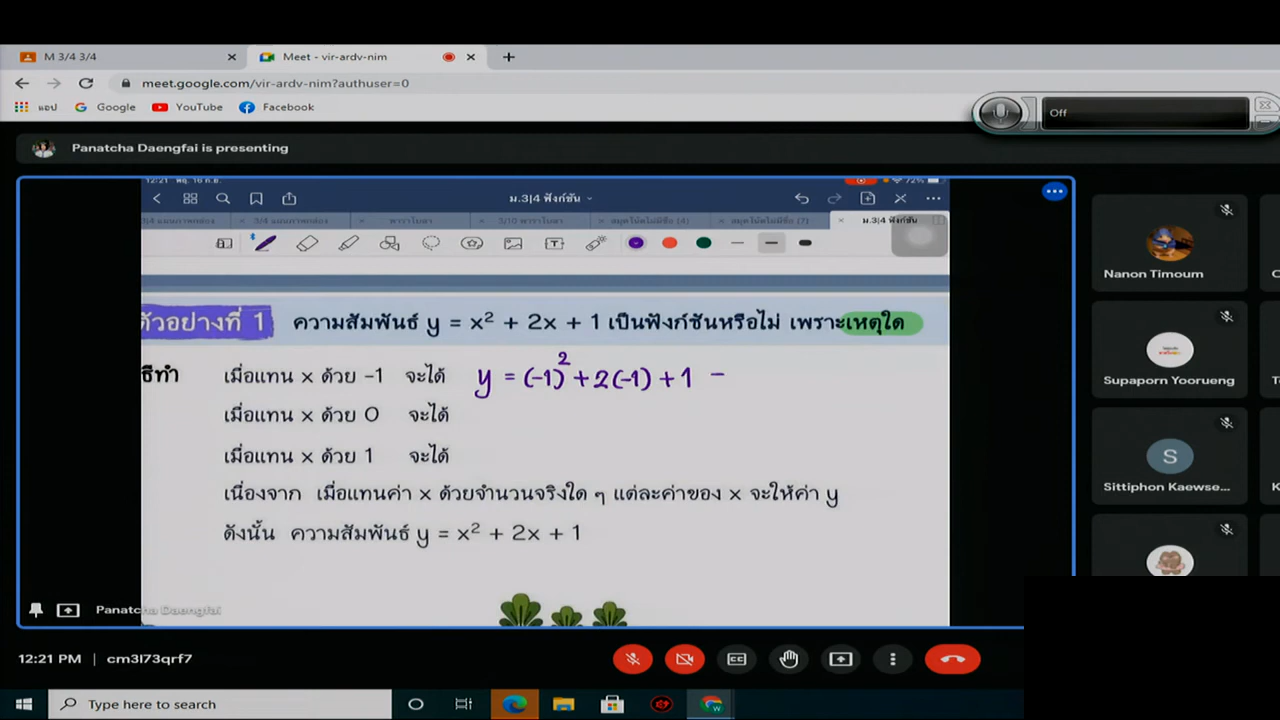 M 3/4 3/4
Meet - vir-ardv-nim
meet.google.com/vir-ardv-nim?authuser=0
แอป Google YouTube Facebook
Off
Panatcha Daengfai is presenting
ม.3|4 ฟังก์ชัน
ม.3|4 ฟังก์ชัน
ตัวอย่างที่ 1 ความสัมพันธ์ y = x² + 2x + 1 เป็นฟังก์ชันหรือไม่ เพราะเหตุใด
ธีทำ เมื่อแทน x ด้วย -1 จะได้ y = (-1)² + 2(-1) + 1 =
เมื่อแทน x ด้วย 0 จะได้
เมื่อแทน x ด้วย 1 จะได้
เนื่องจาก เมื่อแทนค่า x ด้วยจำนวนจริงใด ๆ แต่ละค่าของ x จะให้ค่า y
ดังนั้น ความสัมพันธ์ y = x² + 2x + 1
Panatcha Daengfai
Nanon Timoum
Supaporn Yoorueng
S
Sittiphon Kaewse...
12:21 PM | cm3l73qrf7
Type here to search